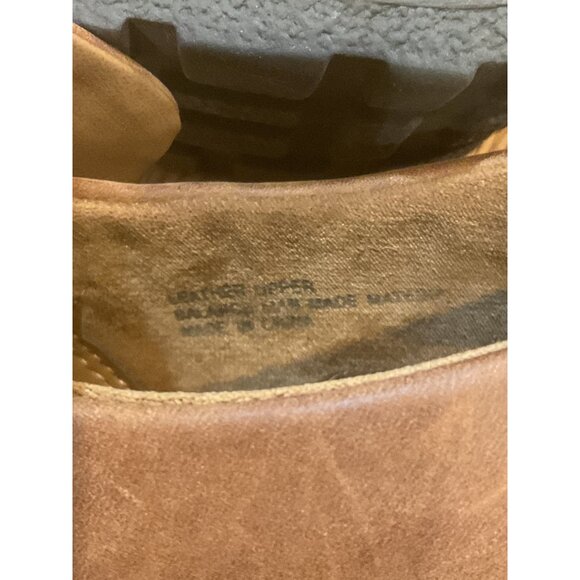 LEATHER UPPER
BALANCE MAN MADE MATERIAL
MADE IN CHINA